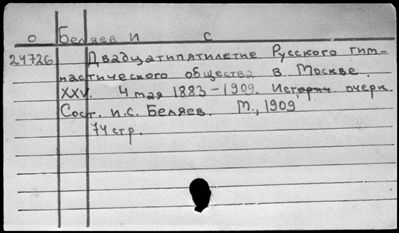 О Беляев И С
24726 Двадцатипятилетие Русского гим-
настического общества в Москве.
XXV. 4 мая 1883-1909. Историч. очерк.
Сост. И.С. Беляев. М., 1909
74 стр.